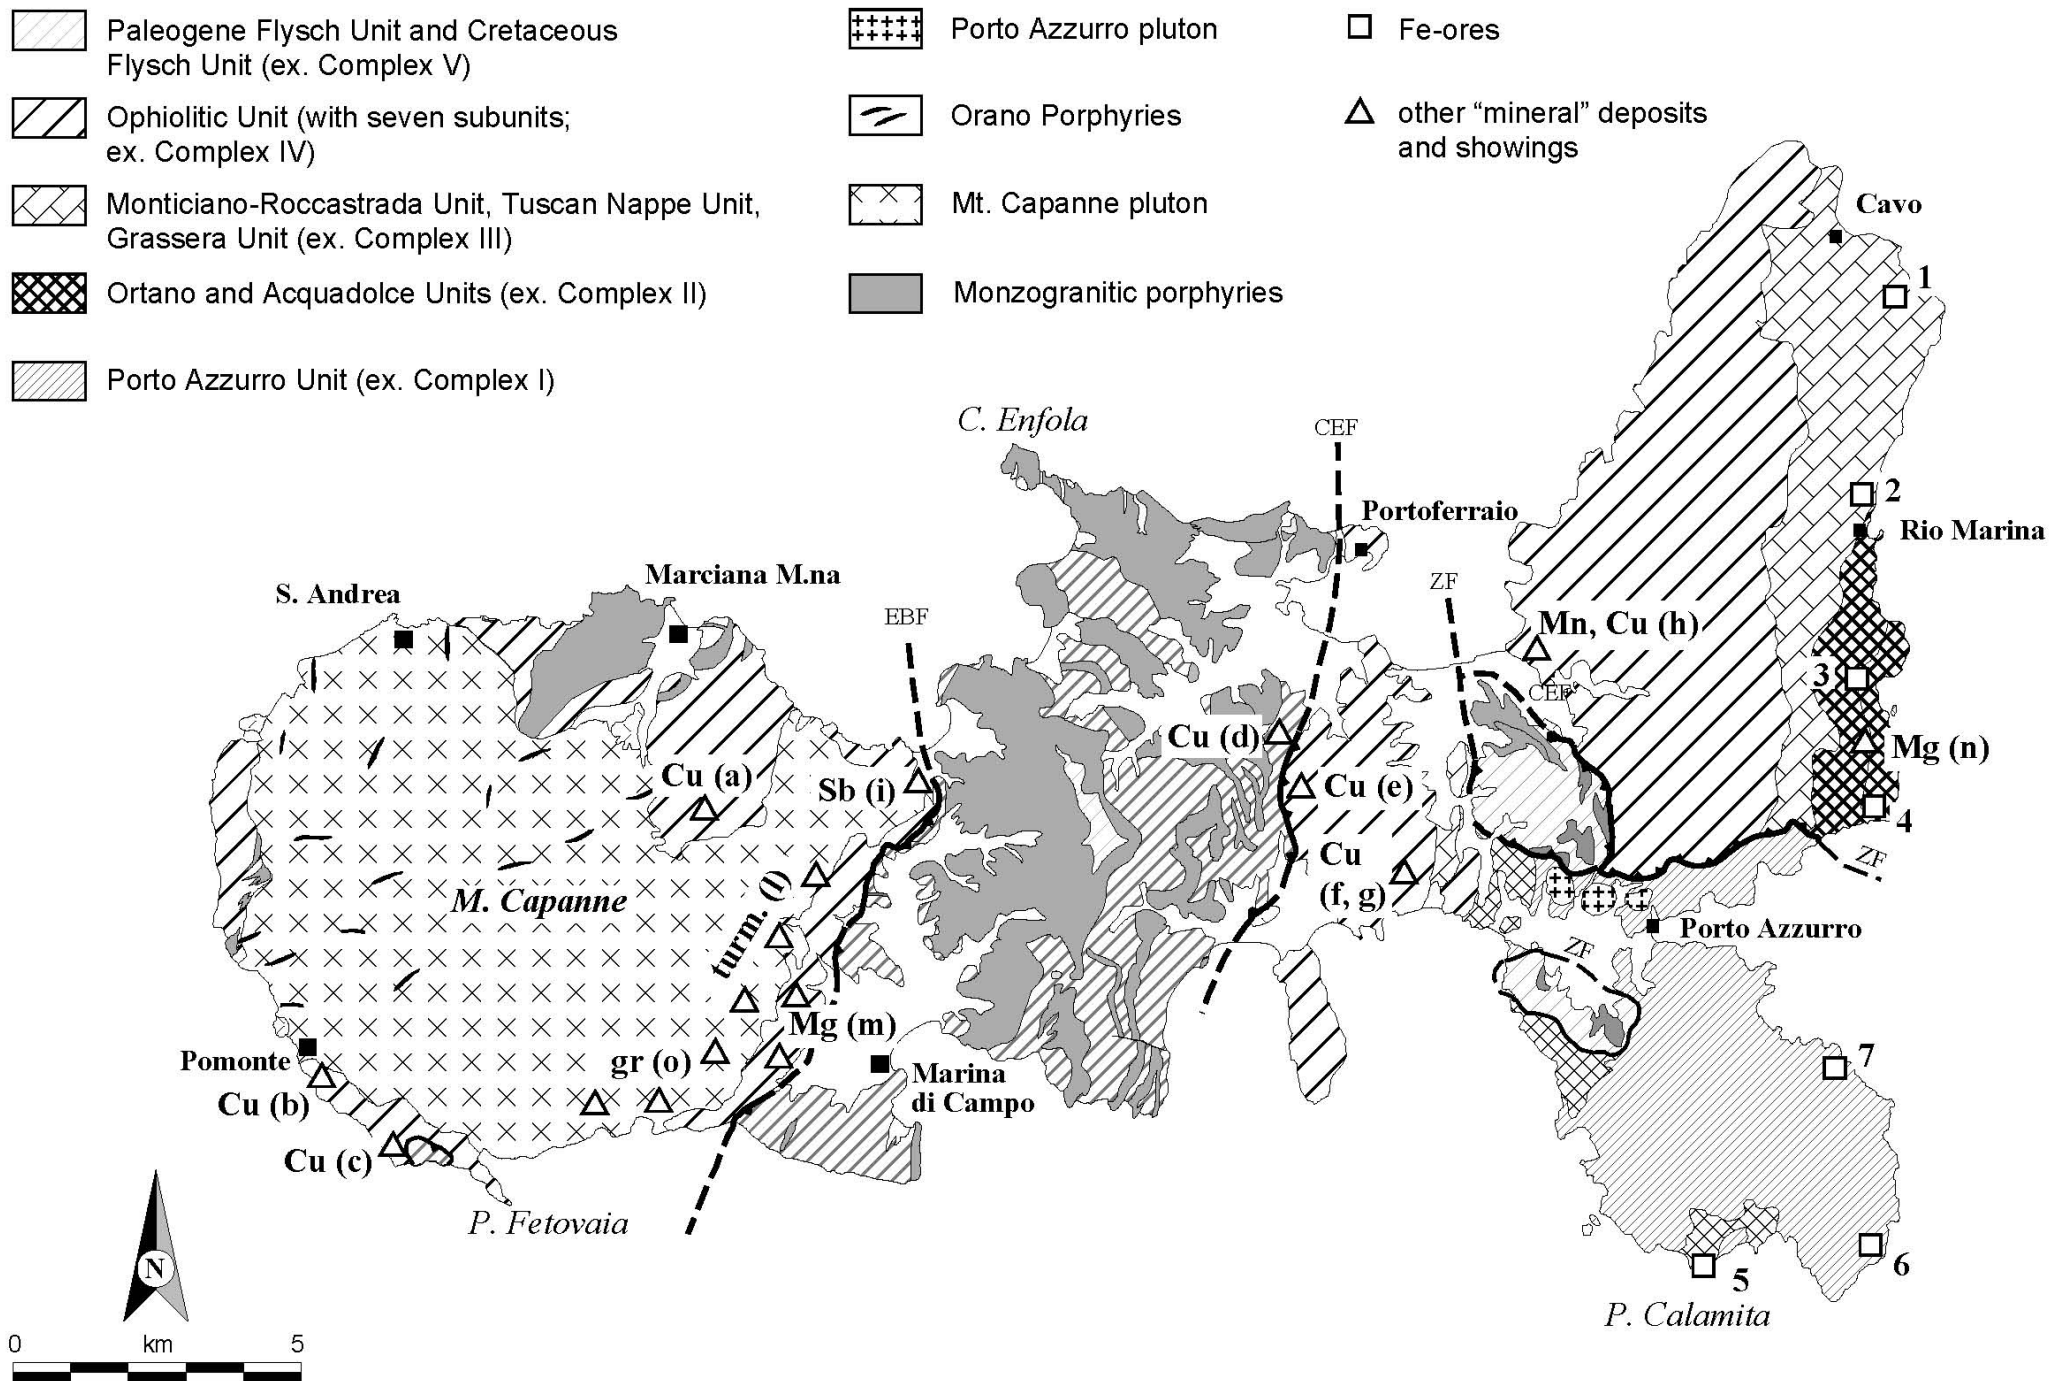 Paleogene Flysch Unit and Cretaceous
Flysch Unit (ex. Complex V)
Ophiolitic Unit (with seven subunits;
ex. Complex IV)
Monticiano-Roccastrada Unit, Tuscan Nappe Unit,
Grassera Unit (ex. Complex III)
Ortano and Acquadolce Units (ex. Complex II)
Porto Azzurro Unit (ex. Complex I)
Porto Azzurro pluton
Orano Porphyries
Mt. Capanne pluton
Monzogranitic porphyries
Fe-ores
other “mineral” deposits
and showings
Cavo
1
C. Enfola
CEF
Portoferraio
2
Rio Marina
Marciana M.na
S. Andrea
ZF
EBF
Mn, Cu (h)
3
CEF
Cu (d)
Mg (n)
Cu (a)
Sb (i)
Cu (e)
4
Cu
(f, g)
ZF
M. Capanne
turm. (l)
Porto Azzurro
ZF
Mg (m)
gr (o)
Pomonte
Marina
di Campo
7
Cu (b)
Cu (c)
P. Fetovaia
6
5
P. Calamita
N
0 km 5